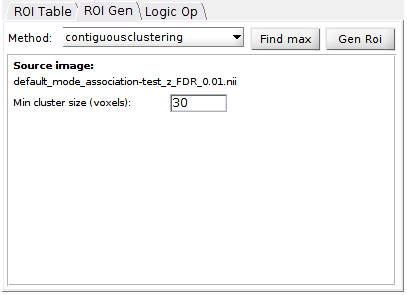 ROI Table ROI Gen Logic Op
Method: contiguousclustering Find max Gen Roi
Source image:
default_mode_association-test_z_FDR_0.01.nii
Min cluster size (voxels): 30